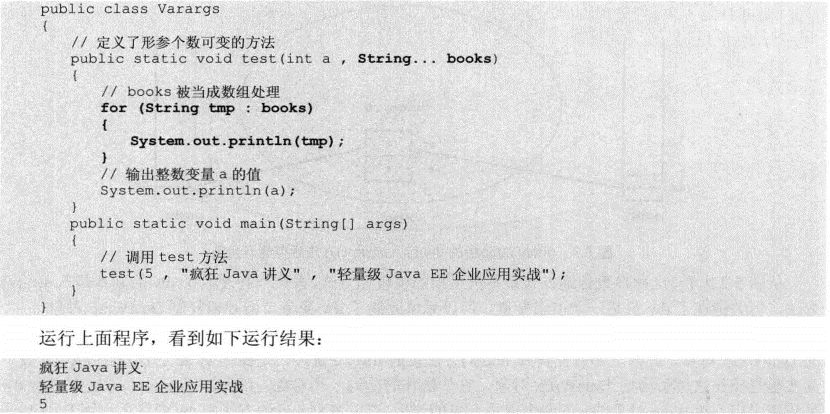 public class Varargs
{
// 定义了形参个数可变的方法
public static void test(int a , String... books)
{
// books 被当成数组处理
for (String tmp : books)
{
System.out.println(tmp);
}
// 输出整数变量 a 的值
System.out.println(a);
}
public static void main(String[] args)
{
// 调用 test 方法
test(5 , "疯狂 Java 讲义" , "轻量级 Java EE 企业应用实战");
}
}
运行上面程序，看到如下运行结果：
疯狂 Java 讲义
轻量级 Java EE 企业应用实战
5